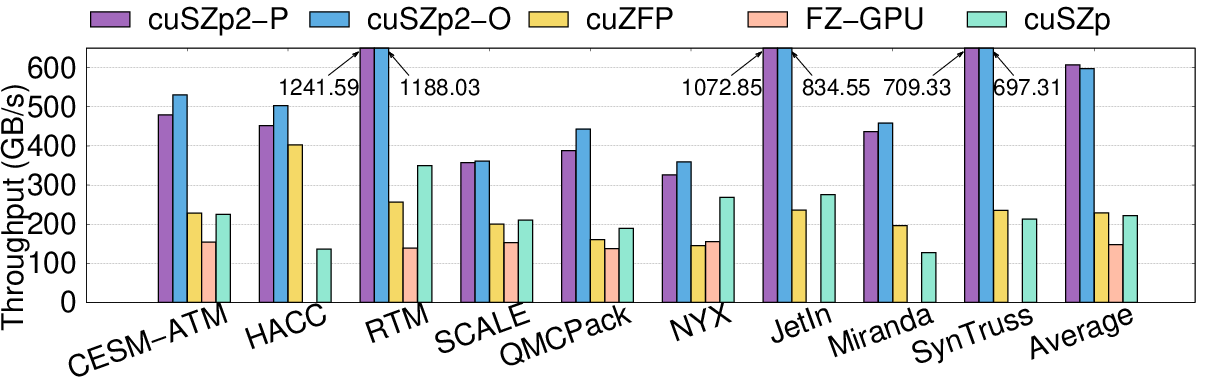 cuSZp2−P cuSZp2−O cuZFP FZ−GPU cuSZp
Throughput (GB/s)
600
500
400
300
200
100
0
1241.59 1188.03 1072.85 834.55 709.33 697.31
CESM−ATM HACC RTM SCALE QMCPack NYX JetIn Miranda SynTruss Average